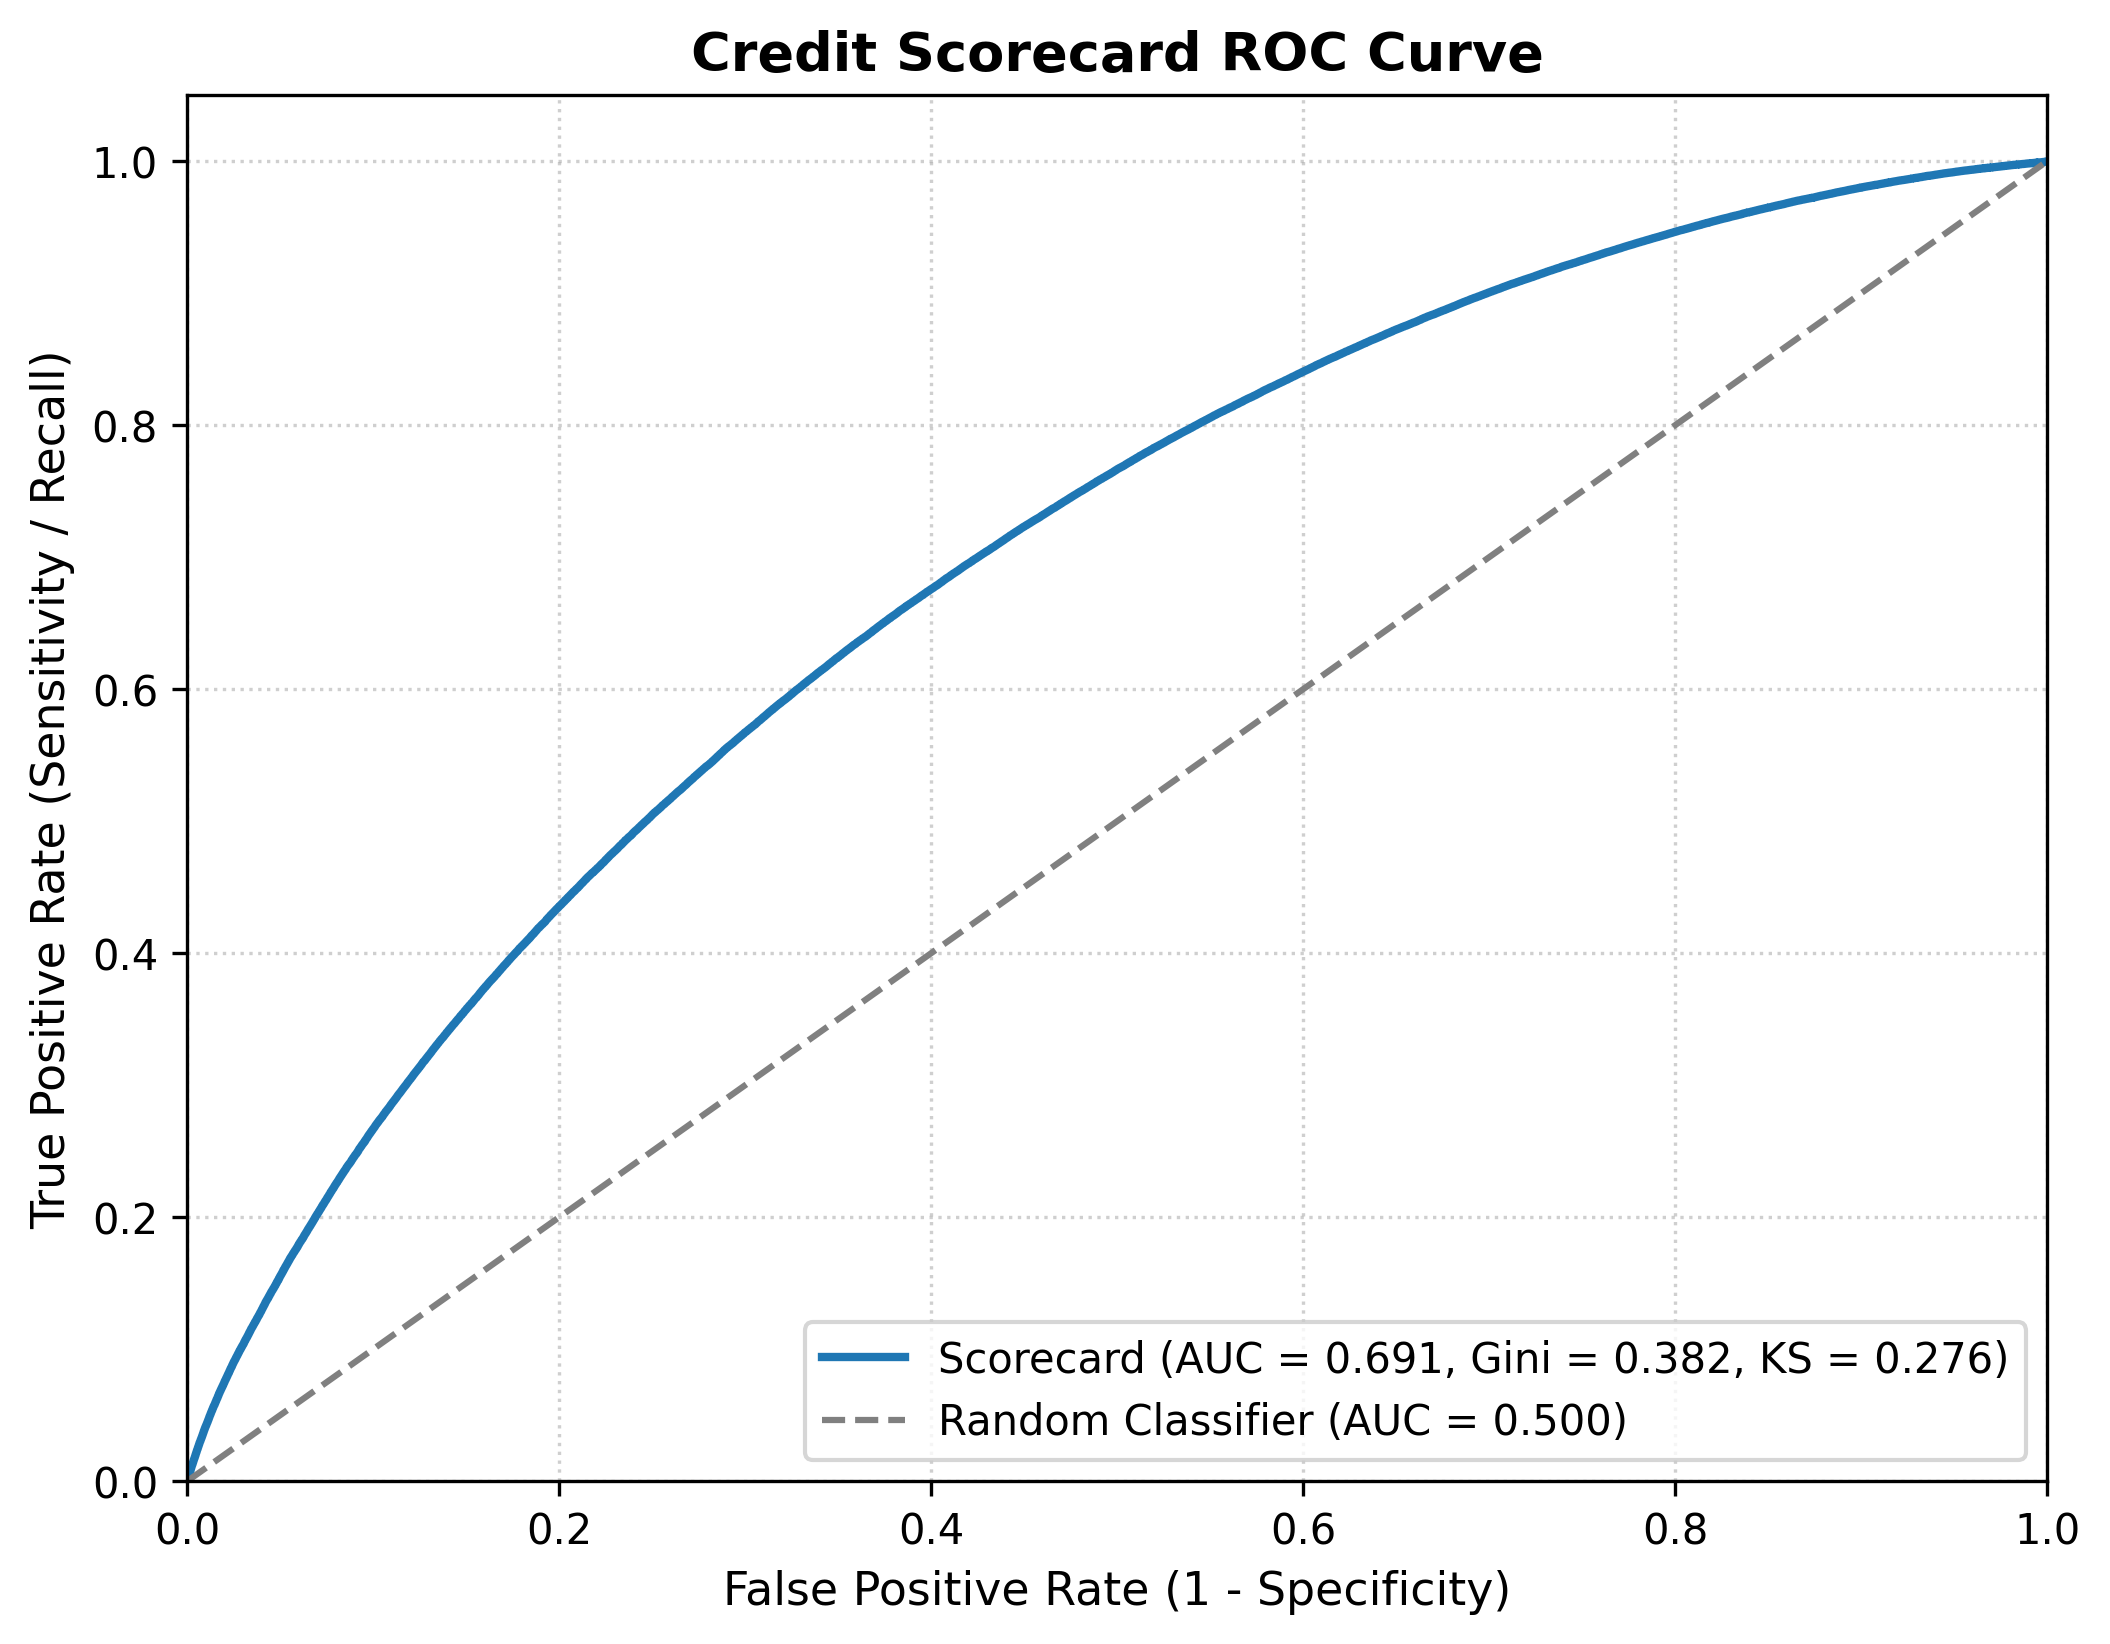 Credit Scorecard ROC Curve
True Positive Rate (Sensitivity / Recall)
1.0
0.8
0.6
0.4
0.2
0.0
Scorecard (AUC = 0.691, Gini = 0.382, KS = 0.276)
Random Classifier (AUC = 0.500)
0.0 0.2 0.4 0.6 0.8 1.0
False Positive Rate (1 - Specificity)